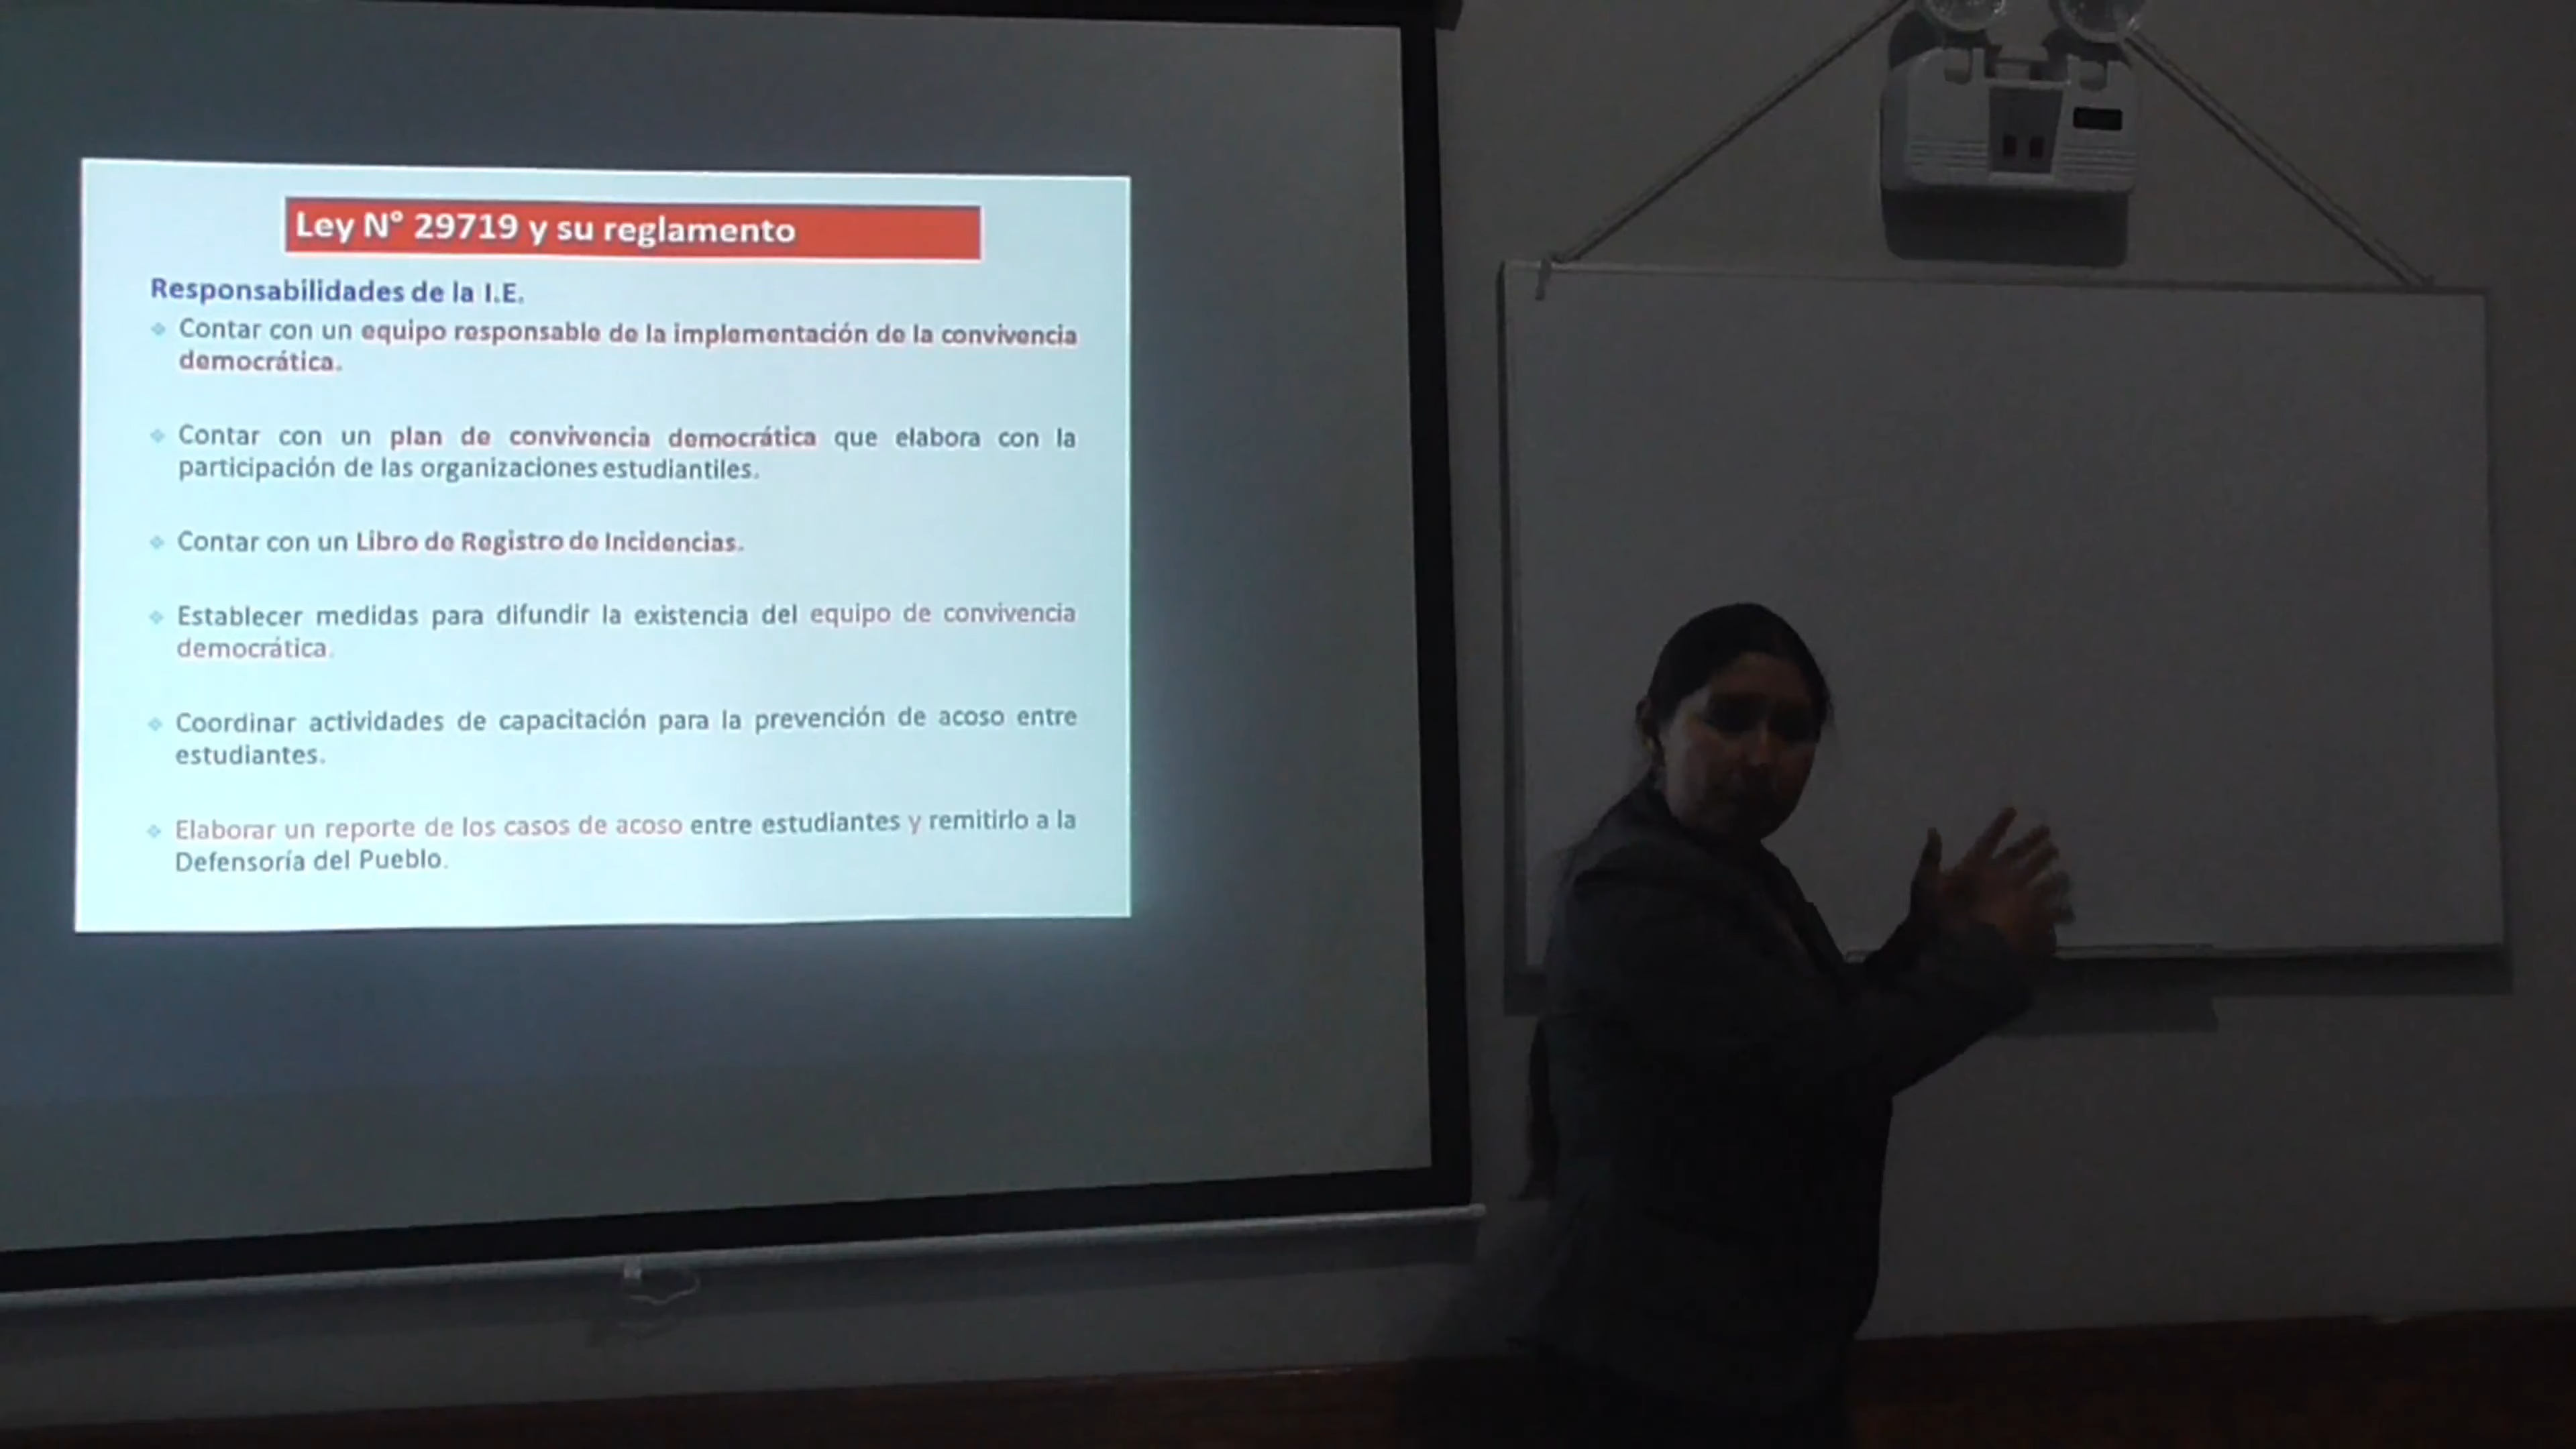 Ley N° 29719 y su reglamento
Responsabilidades de la I.E.
Contar con un equipo responsable de la implementación de la convivencia
democrática.
Contar con un plan de convivencia democrática que elabora con la
participación de las organizaciones estudiantiles.
Contar con un Libro de Registro de Incidencias.
Establecer medidas para difundir la existencia del equipo de convivencia
democrática.
Coordinar actividades de capacitación para la prevención de acoso entre
estudiantes.
Elaborar un reporte de los casos de acoso entre estudiantes y remitirlo a la
Defensoría del Pueblo.